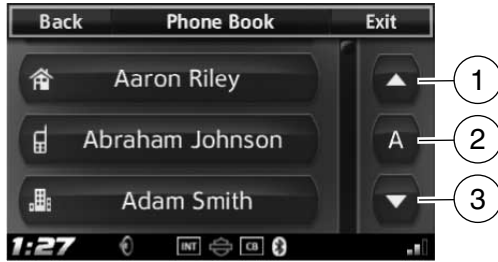 Back Phone Book Exit
Aaron Riley 1
Abraham Johnson A 2
Adam Smith 3
1:27 INT CB